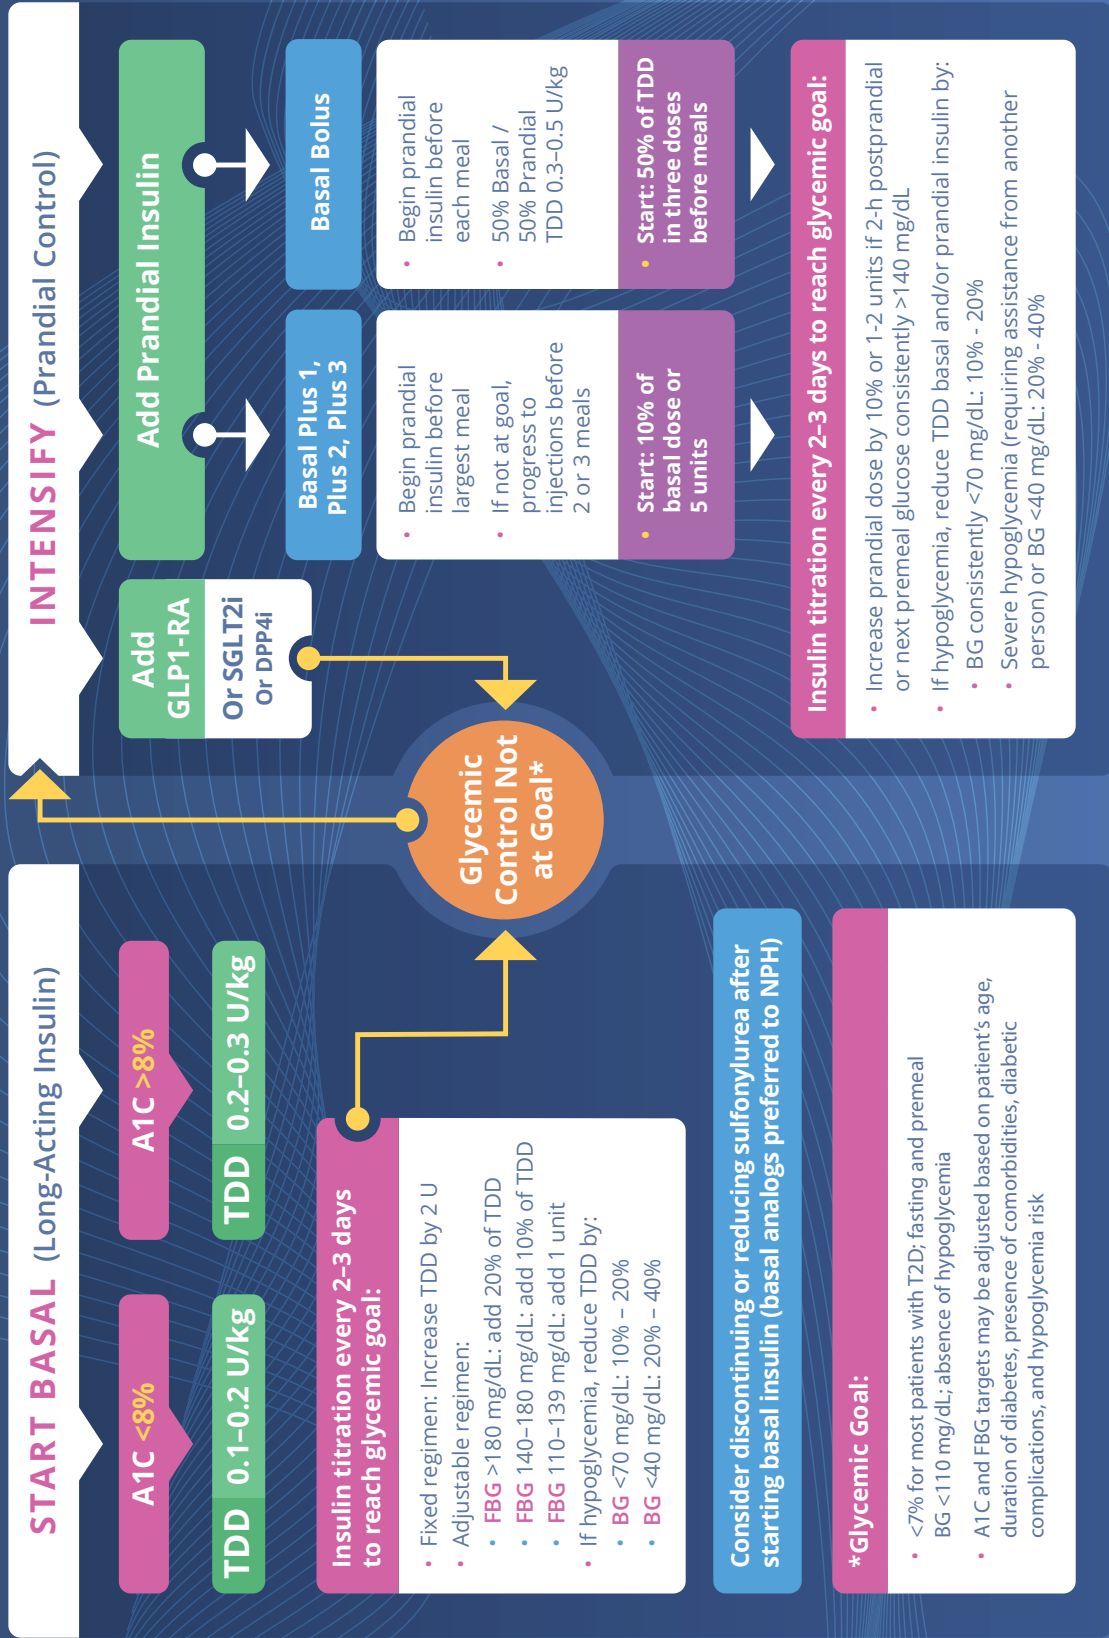 START BASAL (Long-Acting Insulin)
A1C <8%
A1C >8%
TDD 0.1–0.2 U/kg
TDD 0.2–0.3 U/kg
Insulin titration every 2–3 days
to reach glycemic goal:
• Fixed regimen: Increase TDD by 2 U
• Adjustable regimen:
• FBG >180 mg/dL: add 20% of TDD
• FBG 140–180 mg/dL: add 10% of TDD
• FBG 110–139 mg/dL: add 1 unit
• If hypoglycemia, reduce TDD by:
• BG <70 mg/dL: 10% – 20%
• BG <40 mg/dL: 20% – 40%
Consider discontinuing or reducing sulfonylurea after
starting basal insulin (basal analogs preferred to NPH)
*Glycemic Goal:
• <7% for most patients with T2D; fasting and premeal
BG <110 mg/dL; absence of hypoglycemia
• A1C and FBG targets may be adjusted based on patient's age,
duration of diabetes, presence of comorbidities, diabetic
complications, and hypoglycemia risk
Glycemic
Control Not
at Goal*
INTENSIFY (Prandial Control)
Add
GLP1-RA
Or SGLT2i
Or DPP4i
Add Prandial Insulin
Basal Plus 1,
Plus 2, Plus 3
• Begin prandial
insulin before
largest meal
• If not at goal,
progress to
injections before
2 or 3 meals
• Start: 10% of
basal dose or
5 units
Basal Bolus
• Begin prandial
insulin before
each meal
• 50% Basal /
50% Prandial
TDD 0.3–0.5 U/kg
• Start: 50% of TDD
in three doses
before meals
Insulin titration every 2–3 days to reach glycemic goal:
• Increase prandial dose by 10% or 1-2 units if 2-h postprandial
or next premeal glucose consistently >140 mg/dL
• If hypoglycemia, reduce TDD basal and/or prandial insulin by:
• BG consistently <70 mg/dL: 10% - 20%
• Severe hypoglycemia (requiring assistance from another
person) or BG <40 mg/dL: 20% - 40%